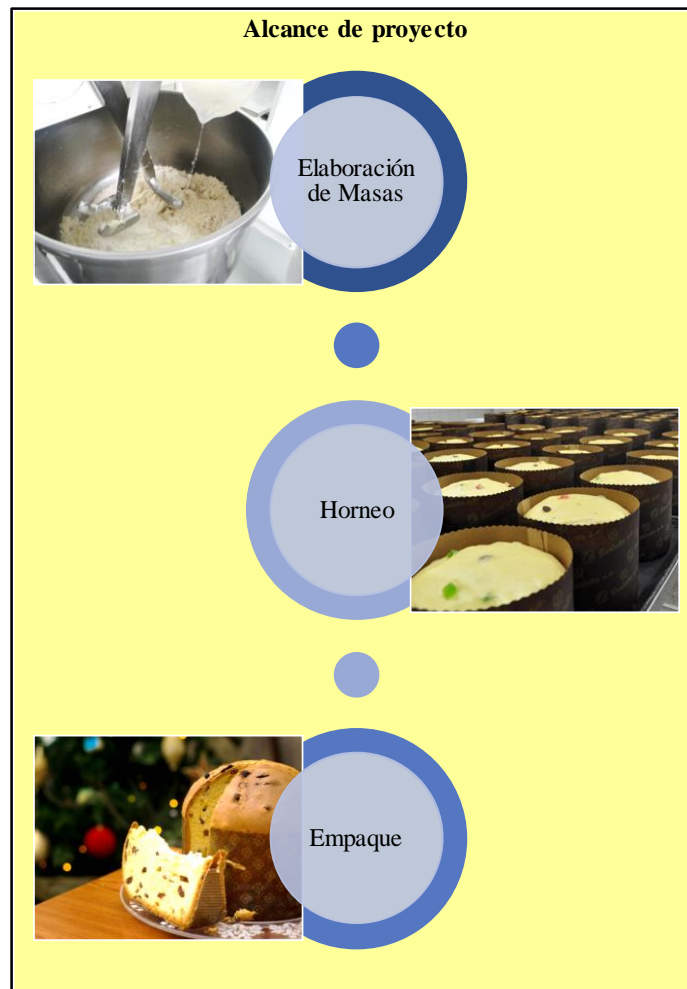 Alcance de proyecto
Elaboración
de Masas
Horneo
Empaque